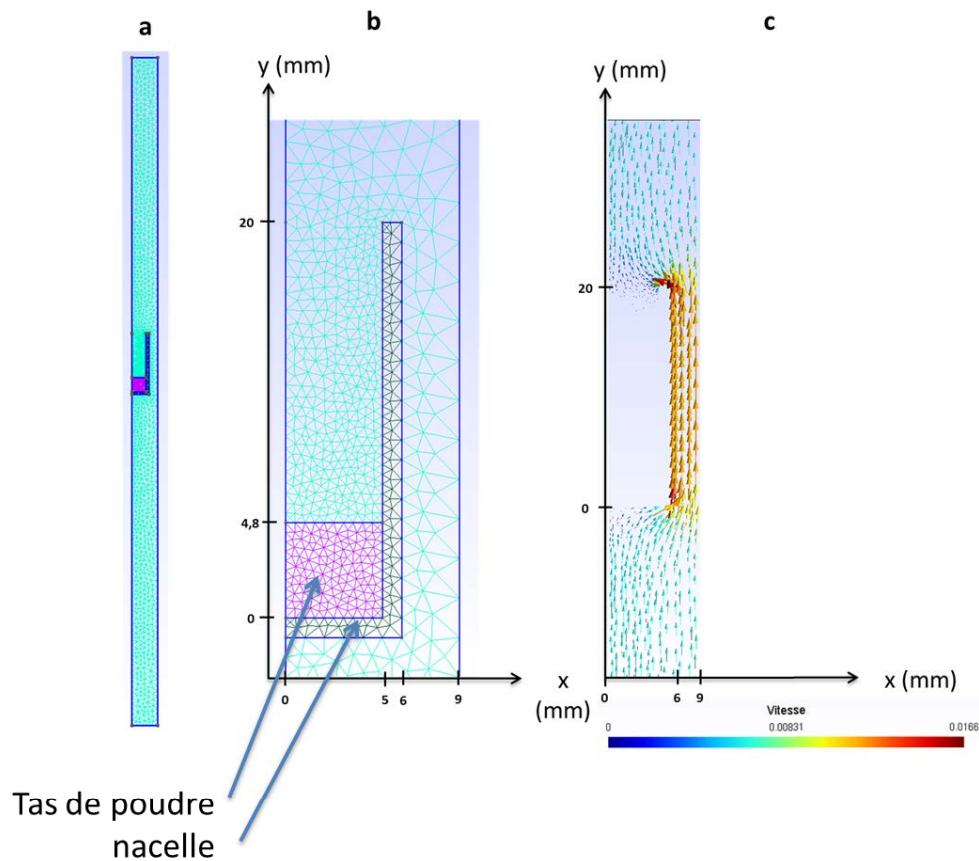 a
b
c
y (mm)
y (mm)
20
4,8
0
0
5
6
9
x
(mm)
20
0
0
6
9
x (mm)
Vitesse
0
0.00831
0.0166
Tas de poudre
nacelle